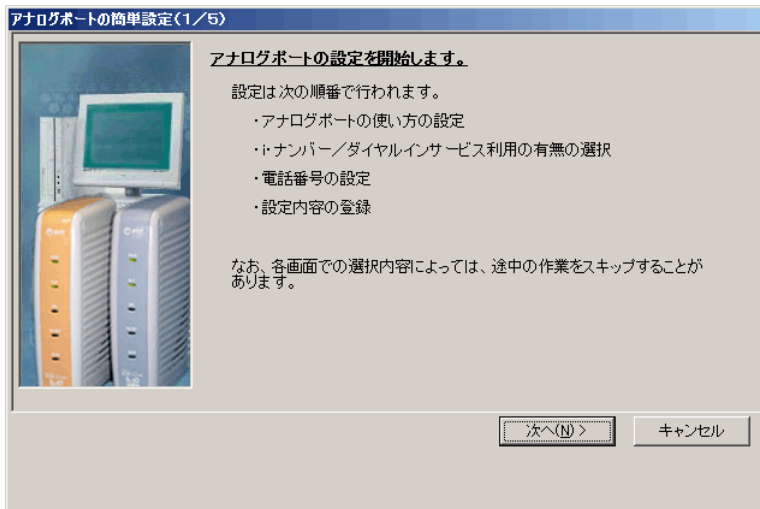 アナログポートの簡単設定(1/5)
アナログポートの設定を開始します。
設定は次の順番で行われます。
・アナログポートの使い方の設定
・i・ナンバー/ダイヤルインサービス利用の有無の選択
・電話番号の設定
・設定内容の登録
なお、各画面での選択内容によっては、途中の作業をスキップすることが
あります。
次へ(N) >
キャンセル